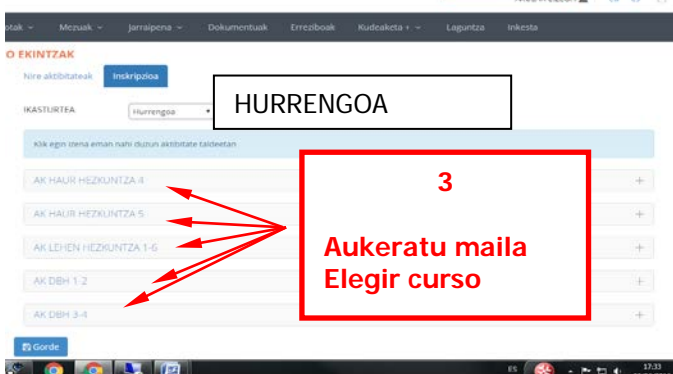 otak Mezuak Jarraipena Dokumentuak Erreziboak Kudeaketa + Laguntza Inkesta
O EKINTZAK
Nire aktibitateak Inskripzioa
IKASTURTEA Hurrengoa HURRENGOA
Klik egin izena eman nahi duzun aktibitate taldeetan
AK HAUR HEZKUNTZA 4
3
AK HAUR HEZKUNTZA 5
AK LEHEN HEZKUNTZA 1-6
Aukeratu maila
AK DBH 1-2
Elegir curso
AK DBH 3-4
Gorde
ES 17:33